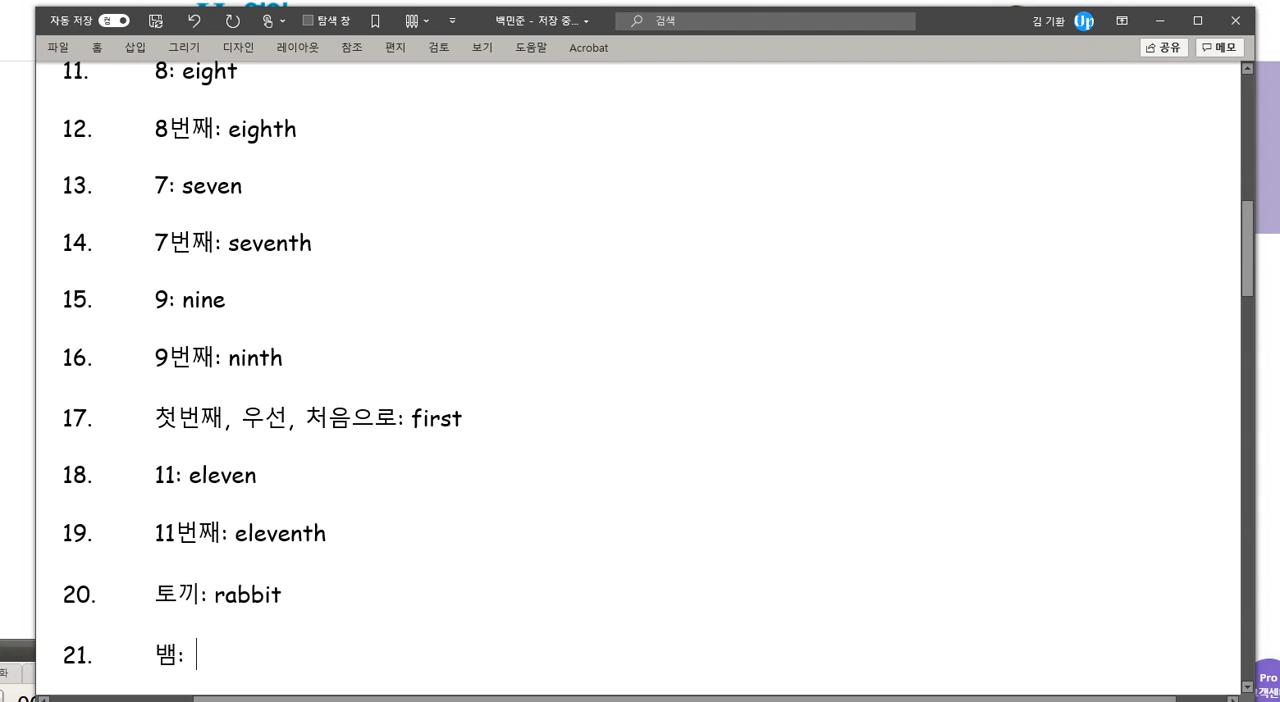 자동 저장 컴 탐색 창 백민준 - 저장 중... 검색 김 기환 Up
파일 홈 삽입 그리기 디자인 레이아웃 참조 편지 검토 보기 도움말 Acrobat 공유 메모
11. 8: eight
12. 8번째: eighth
13. 7: seven
14. 7번째: seventh
15. 9: nine
16. 9번째: ninth
17. 첫번째, 우선, 처음으로: first
18. 11: eleven
19. 11번째: eleventh
20. 토끼: rabbit
21. 뱀:
화
Pro